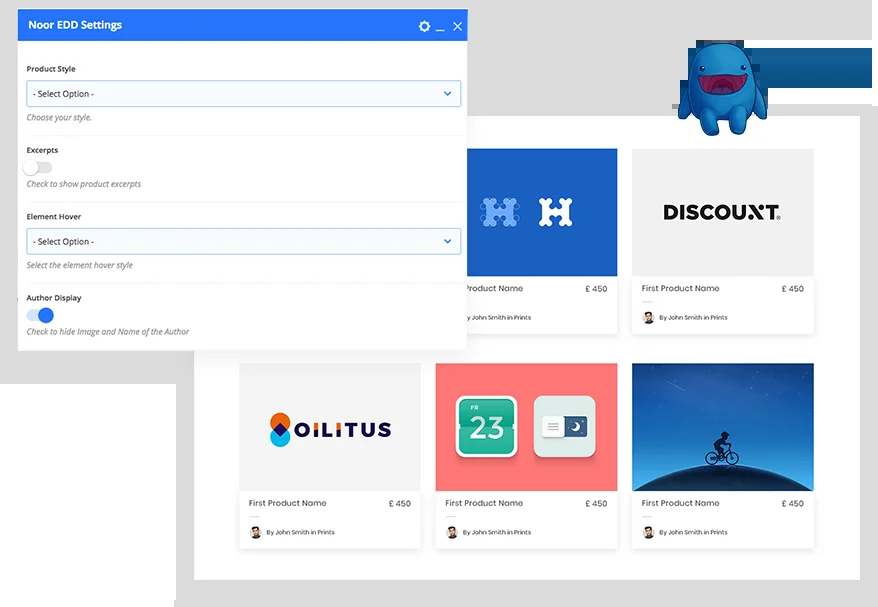 Noor EDD Settings
Product Style
- Select Option -
Choose your style.
Excerpts
Check to show product excerpts
Element Hover
- Select Option -
Select the element hover style
Author Display
Check to hide Image and Name of the Author
H H
Product Name £ 450
y John Smith in Prints
DISCOUXT®
First Product Name £ 450
By John Smith in Prints
OILITUS
First Product Name £ 450
By John Smith in Prints
FR
23
First Product Name £ 450
By John Smith in Prints
First Product Name £ 450
By John Smith in Prints